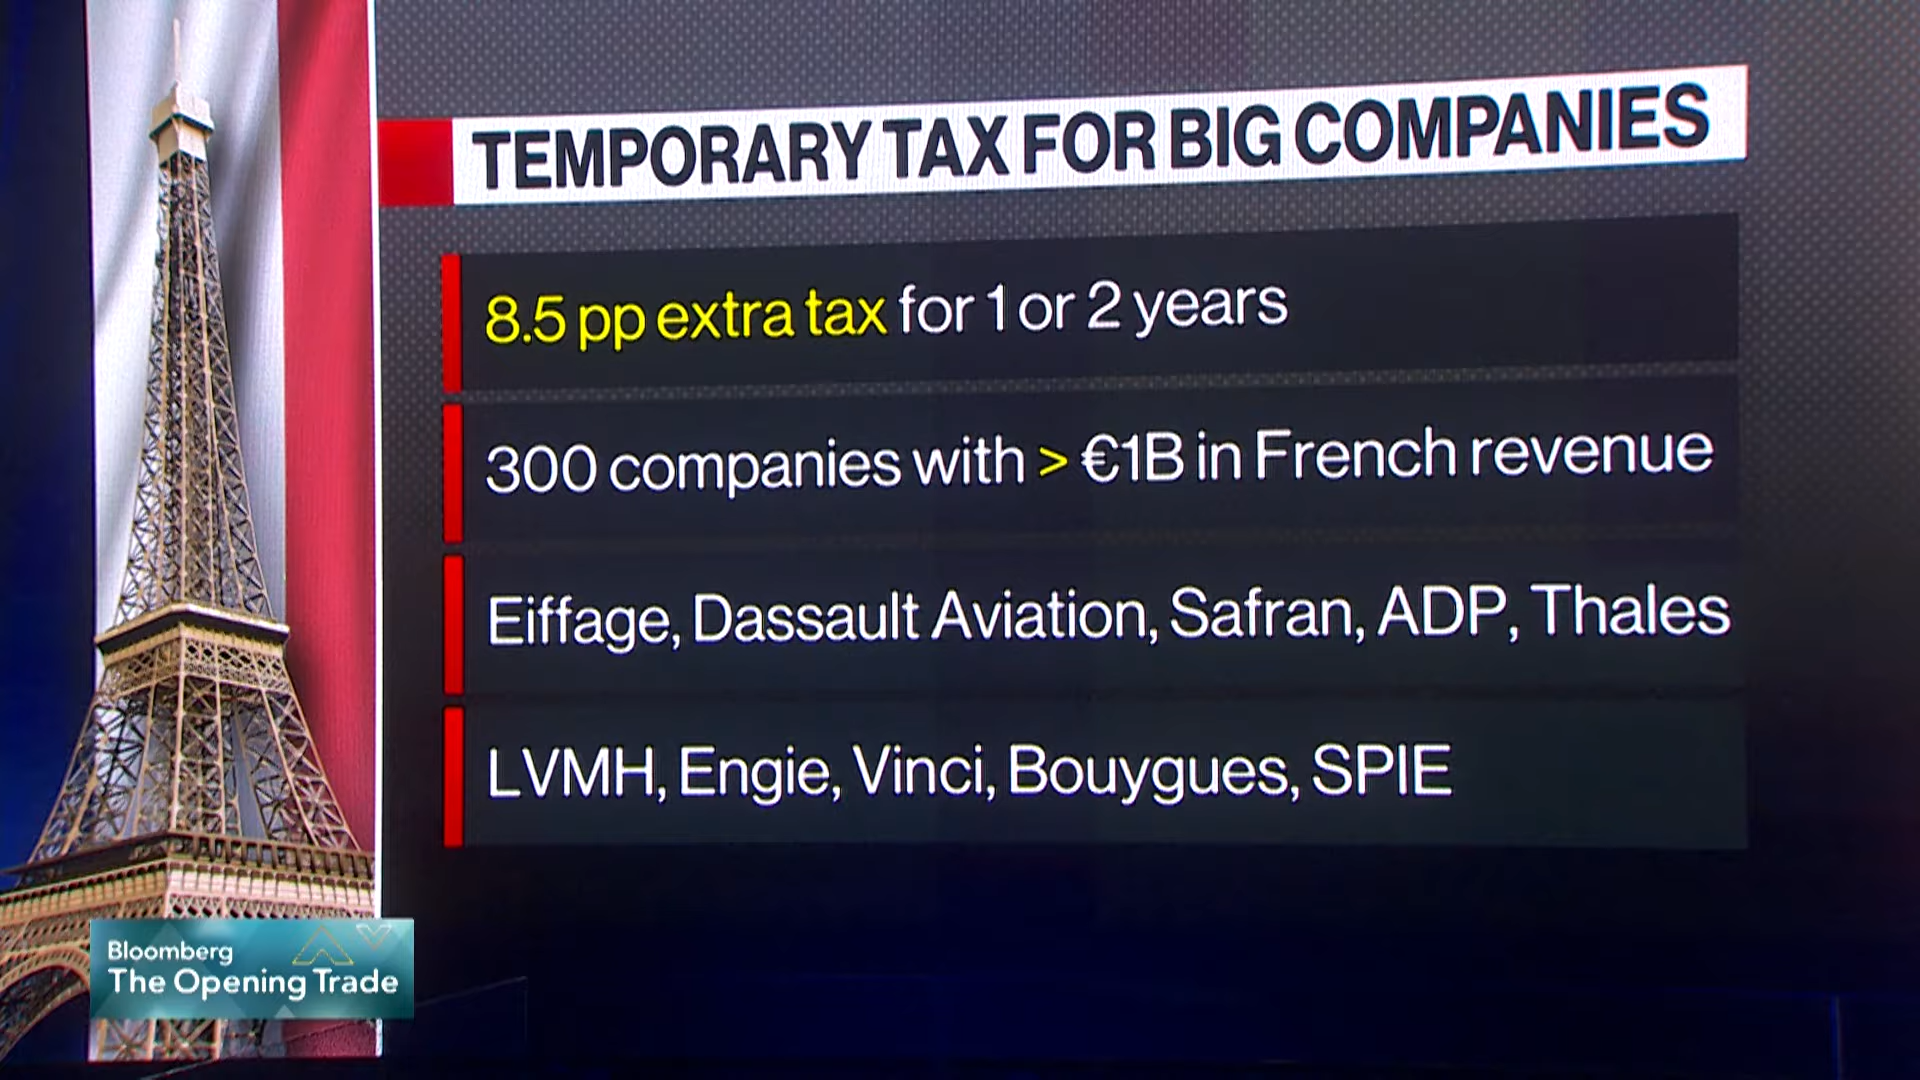 TEMPORARY TAX FOR BIG COMPANIES
8.5 pp extra tax for 1 or 2 years
300 companies with > €1B in French revenue
Eiffage, Dassault Aviation, Safran, ADP, Thales
LVMH, Engie, Vinci, Bouygues, SPIE
Bloomberg
The Opening Trade